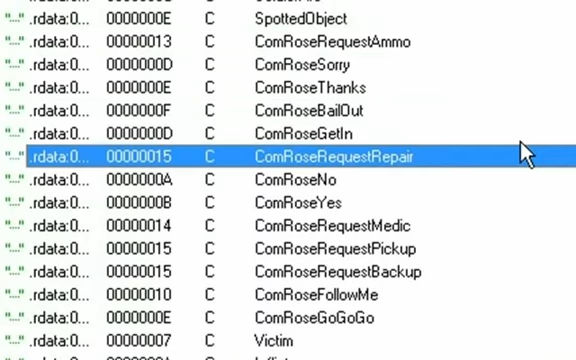 "..." .rdata:0... 0000000E C SpottedObject
"..." .rdata:0... 00000013 C ComRoseRequestAmmo
"..." .rdata:0... 0000000D C ComRoseSorry
"..." .rdata:0... 0000000E C ComRoseThanks
"..." .rdata:0... 0000000F C ComRoseBailOut
"..." .rdata:0... 0000000D C ComRoseGetIn
"..." .rdata:0... 00000015 C ComRoseRequestRepair
"..." .rdata:0... 0000000A C ComRoseNo
"..." .rdata:0... 0000000B C ComRoseYes
"..." .rdata:0... 00000014 C ComRoseRequestMedic
"..." .rdata:0... 00000015 C ComRoseRequestPickup
"..." .rdata:0... 00000015 C ComRoseRequestBackup
"..." .rdata:0... 00000010 C ComRoseFollowMe
"..." .rdata:0... 0000000E C ComRoseGoGoGo
"..." .rdata:0... 00000007 C Victim